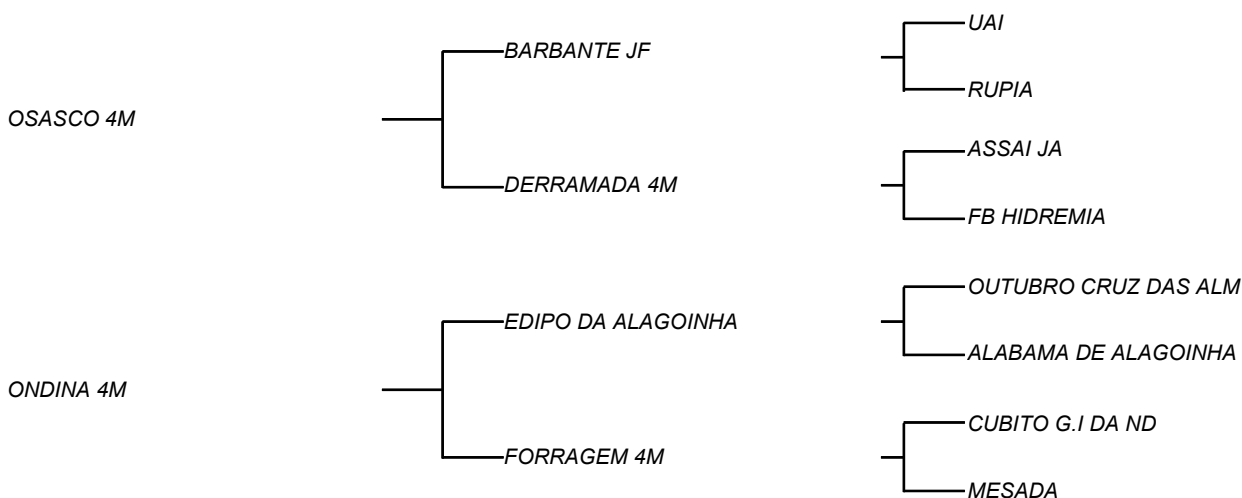 UAI
BARBANTE JF
RUPIA
OSASCO 4M
ASSAI JA
DERRAMADA 4M
FB HIDREMIA
OUTUBRO CRUZ DAS ALM
EDIPO DA ALAGOINHA
ALABAMA DE ALAGOINHA
ONDINA 4M
CUBITO G.I DA ND
FORRAGEM 4M
MESADA